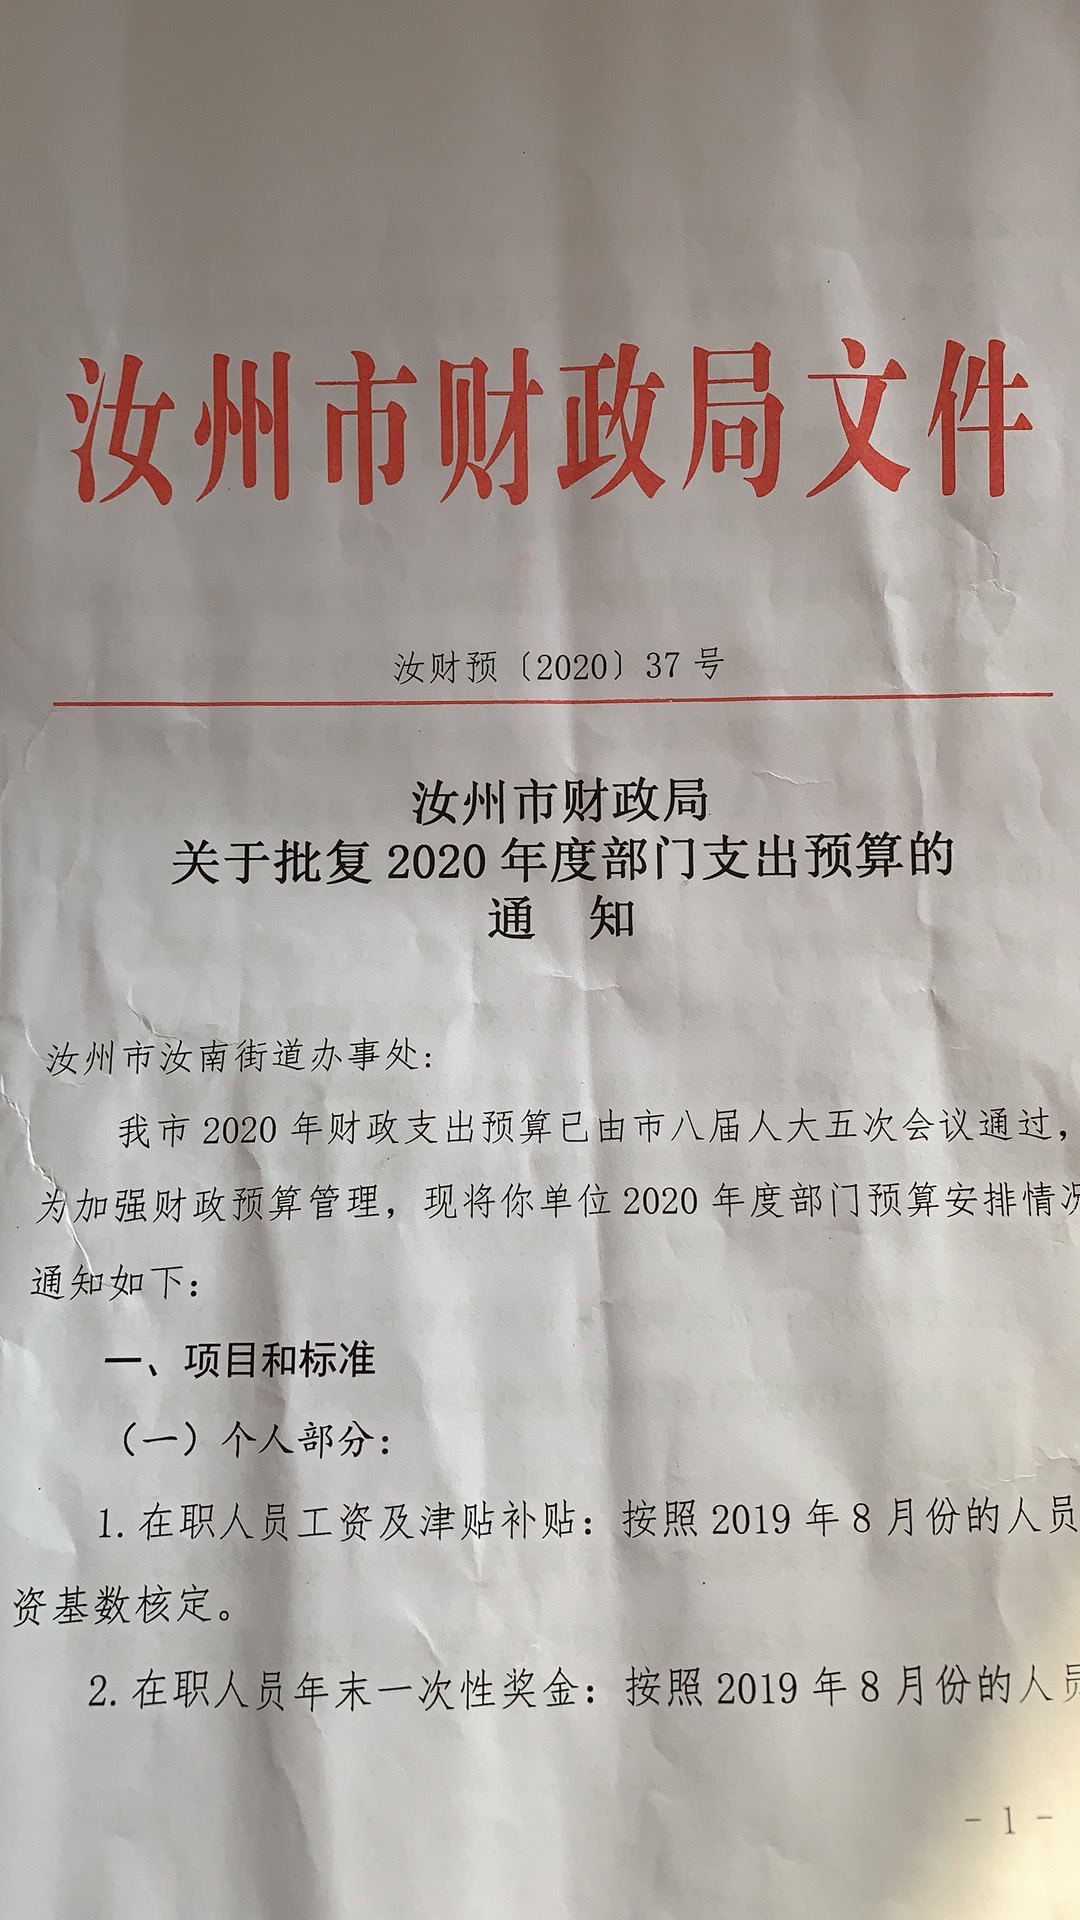 汝州市财政局文件
汝财预〔2020〕37号
汝州市财政局
关于批复2020年度部门支出预算的
通 知
汝州市汝南街道办事处:
我市2020年财政支出预算已由市八届人大五次会议通过，
为加强财政预算管理，现将你单位2020年度部门预算安排情况
通知如下:
一、项目和标准
（一）个人部分:
1.在职人员工资及津贴补贴: 按照2019年8月份的人员
资基数核定。
2.在职人员年末一次性奖金: 按照2019年8月份的人员
- 1 -